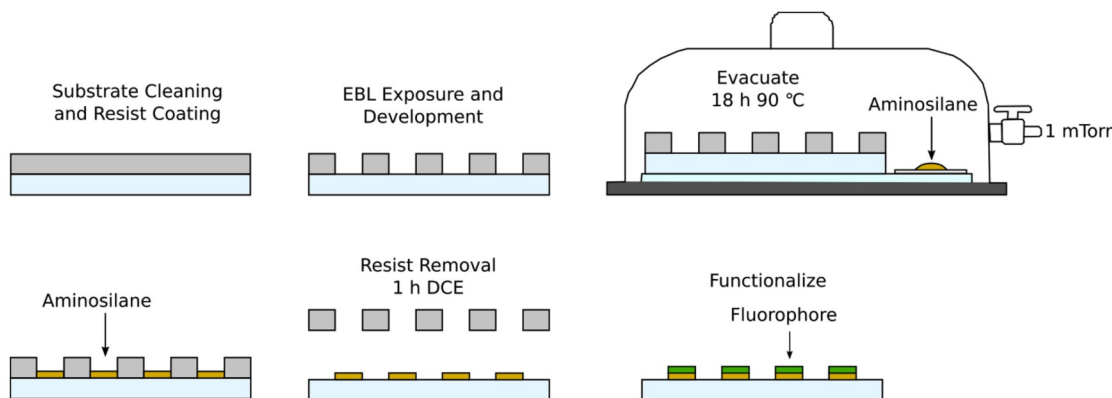 Substrate Cleaning
and Resist Coating
EBL Exposure and
Development
Evacuate
18 h 90 °C
Aminosilane
1 mTorr
Aminosilane
Resist Removal
1 h DCE
Functionalize
Fluorophore